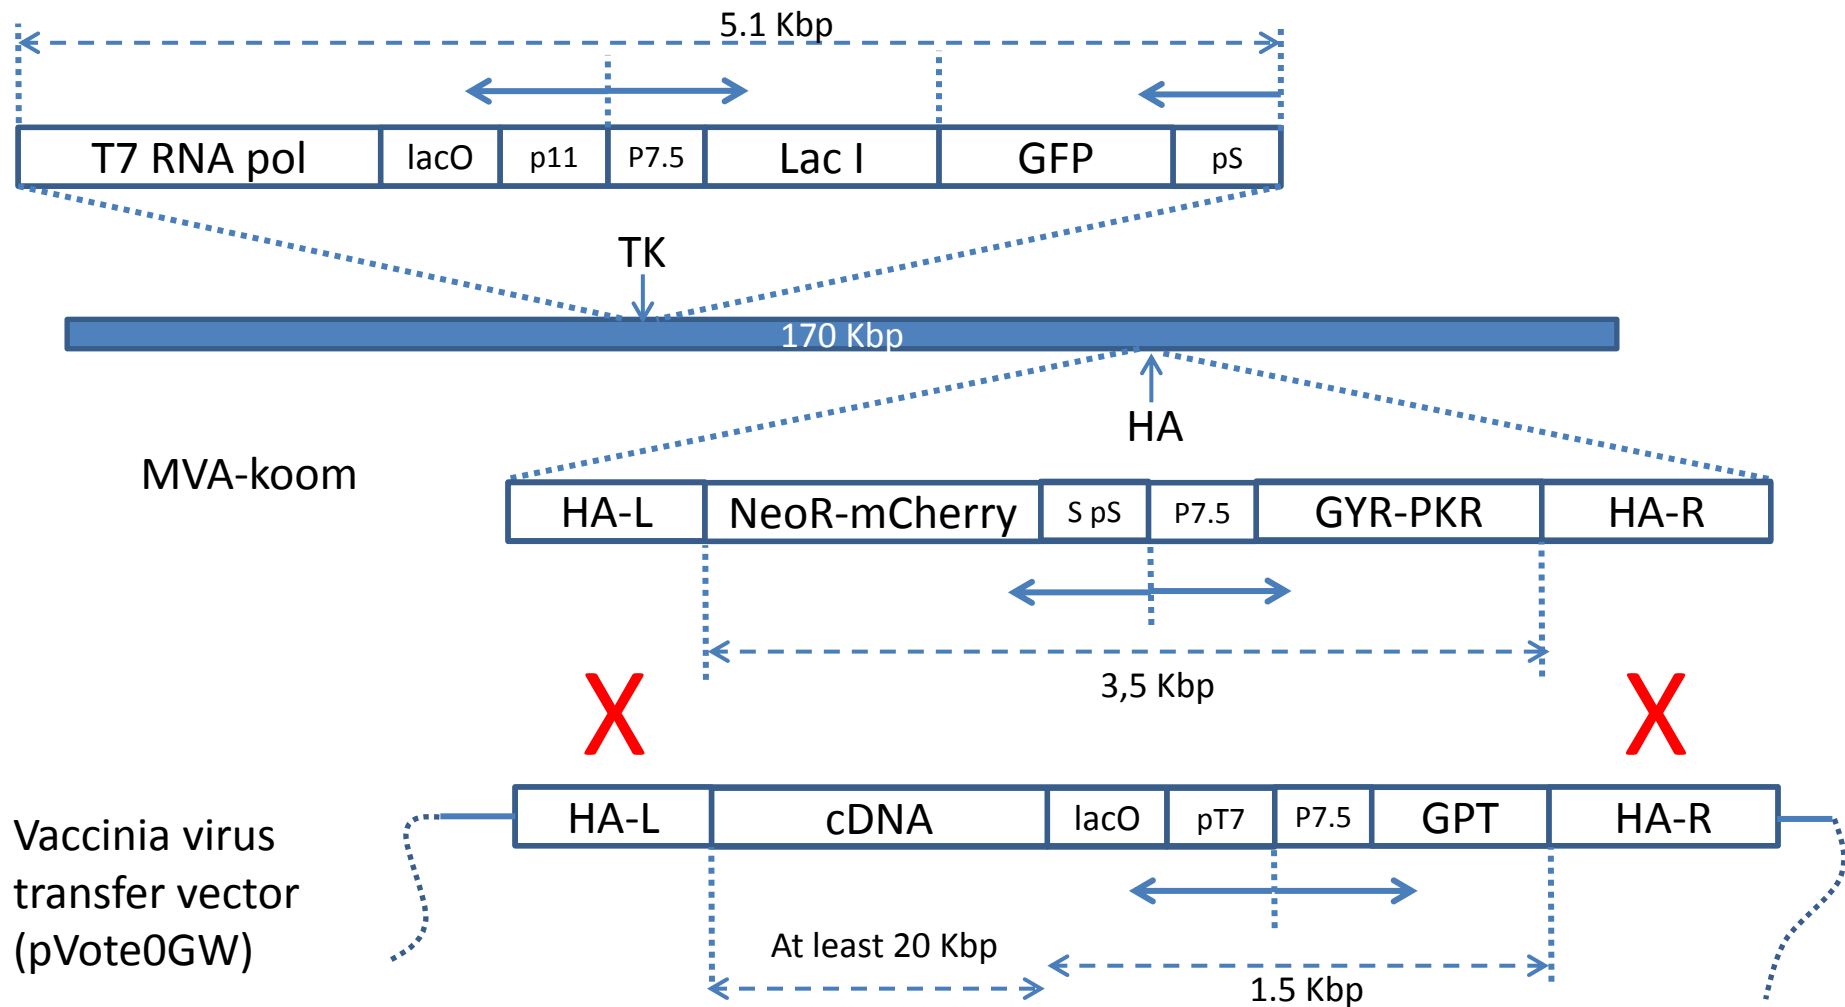 5.1 Kbp
T7 RNA pol lacO p11 P7.5 Lac I GFP pS
TK
170 Kbp
HA
MVA-koom
HA-L NeoR-mCherry S pS P7.5 GYR-PKR HA-R
3,5 Kbp
X X
HA-L cDNA lacO pT7 P7.5 GPT HA-R
Vaccinia virus
transfer vector
(pVote0GW)
At least 20 Kbp
1.5 Kbp